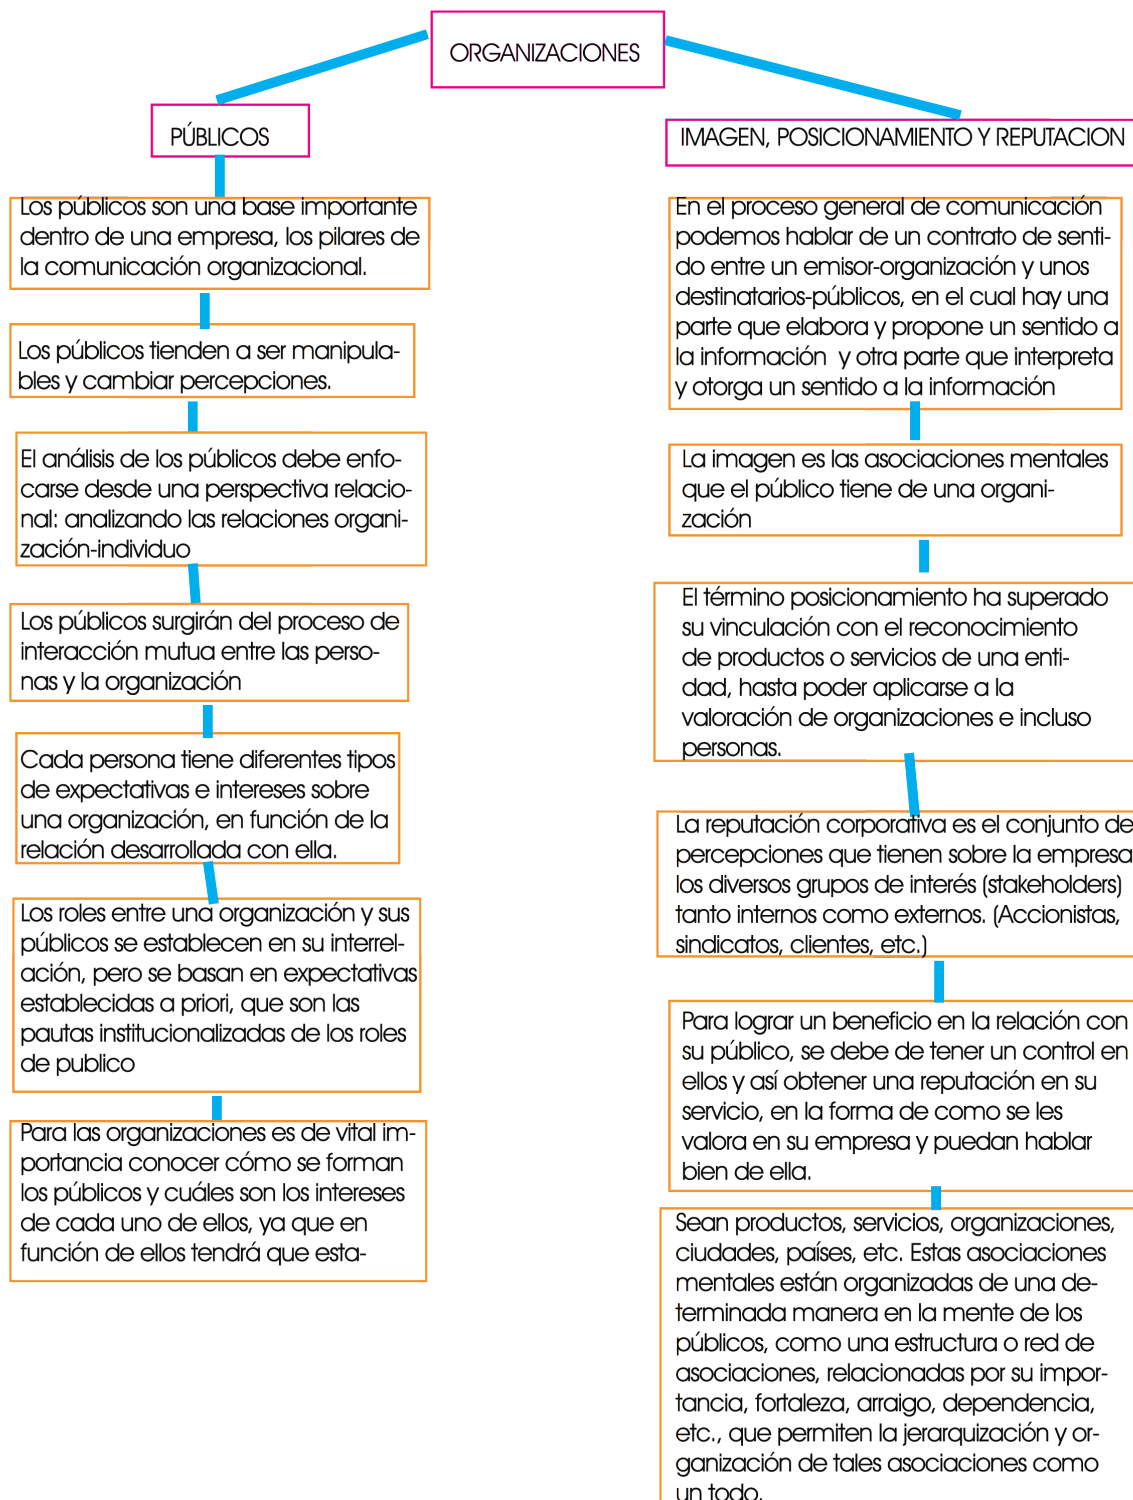 ORGANIZACIONES
PÚBLICOS
Los públicos son una base importante
dentro de una empresa, los pilares de
la comunicación organizacional.
Los públicos tienden a ser manipula-
bles y cambiar percepciones.
El análisis de los públicos debe enfo-
carse desde una perspectiva relacio-
nal: analizando las relaciones organi-
zación-individuo
Los públicos surgirán del proceso de
interacción mutua entre las perso-
nas y la organización
Cada persona tiene diferentes tipos
de expectativas e intereses sobre
una organización, en función de la
relación desarrollada con ella.
Los roles entre una organización y sus
públicos se establecen en su interrel-
ación, pero se basan en expectativas
establecidas a priori, que son las
pautas institucionalizadas de los roles
de publico
Para las organizaciones es de vital im-
portancia conocer cómo se forman
los públicos y cuáles son los intereses
de cada uno de ellos, ya que en
función de ellos tendrá que esta-
IMAGEN, POSICIONAMIENTO Y REPUTACION
En el proceso general de comunicación
podemos hablar de un contrato de senti-
do entre un emisor-organización y unos
destinatarios-públicos, en el cual hay una
parte que elabora y propone un sentido a
la información y otra parte que interpreta
y otorga un sentido a la información
La imagen es las asociaciones mentales
que el público tiene de una organi-
zación
El término posicionamiento ha superado
su vinculación con el reconocimiento
de productos o servicios de una enti-
dad, hasta poder aplicarse a la
valoración de organizaciones e incluso
personas.
La reputación corporativa es el conjunto de
percepciones que tienen sobre la empresa
los diversos grupos de interés (stakeholders)
tanto internos como externos. (Accionistas,
sindicatos, clientes, etc.)
Para lograr un beneficio en la relación con
su público, se debe de tener un control en
ellos y así obtener una reputación en su
servicio, en la forma de como se les
valora en su empresa y puedan hablar
bien de ella.
Sean productos, servicios, organizaciones,
ciudades, países, etc. Estas asociaciones
mentales están organizadas de una de-
terminada manera en la mente de los
públicos, como una estructura o red de
asociaciones, relacionadas por su impor-
tancia, fortaleza, arraigo, dependencia,
etc., que permiten la jerarquización y or-
ganización de tales asociaciones como
un todo.